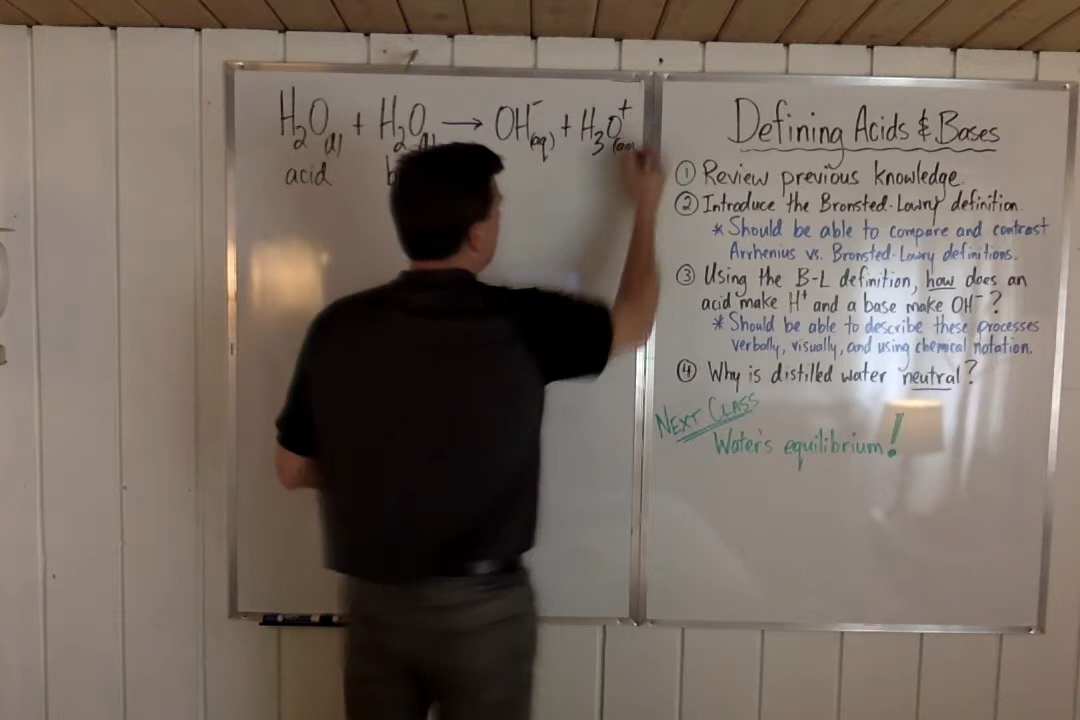 H₂O(l) + H₂O(l) → OH⁻(aq) + H₃O⁺(aq)
acid
Defining Acids & Bases
① Review previous knowledge.
② Introduce the Bronsted-Lowry definition
* Should be able to compare and contrast
Arrhenius vs. Bronsted-Lowry definitions.
③ Using the B-L definition, how does an
acid make H⁺ and a base make OH⁻?
* Should be able to describe these processes
verbally, visually, and using chemical notation.
④ Why is distilled water neutral?
NEXT CLASS
Water's equilibrium!